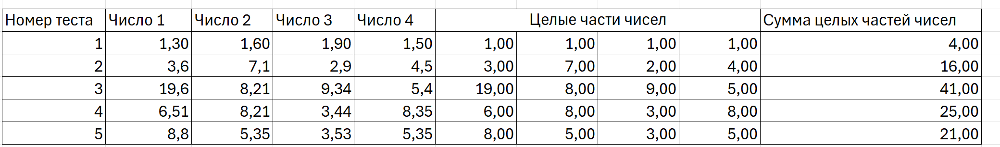 Номер теста Число 1 Число 2 Число 3 Число 4 Целые части чисел Сумма целых частей чисел
1 1,30 1,60 1,90 1,50 1,00 1,00 1,00 1,00 4,00
2 3,6 7,1 2,9 4,5 3,00 7,00 2,00 4,00 16,00
3 19,6 8,21 9,34 5,4 19,00 8,00 9,00 5,00 41,00
4 6,51 8,21 3,44 8,35 6,00 8,00 3,00 8,00 25,00
5 8,8 5,35 3,53 5,35 8,00 5,00 3,00 5,00 21,00